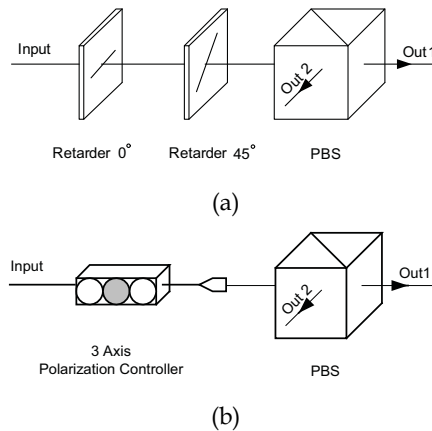 Input
Out1
Out 2
Retarder 0°
Retarder 45°
PBS
(a)
Input
Out1
Out 2
3 Axis
Polarization Controller
PBS
(b)